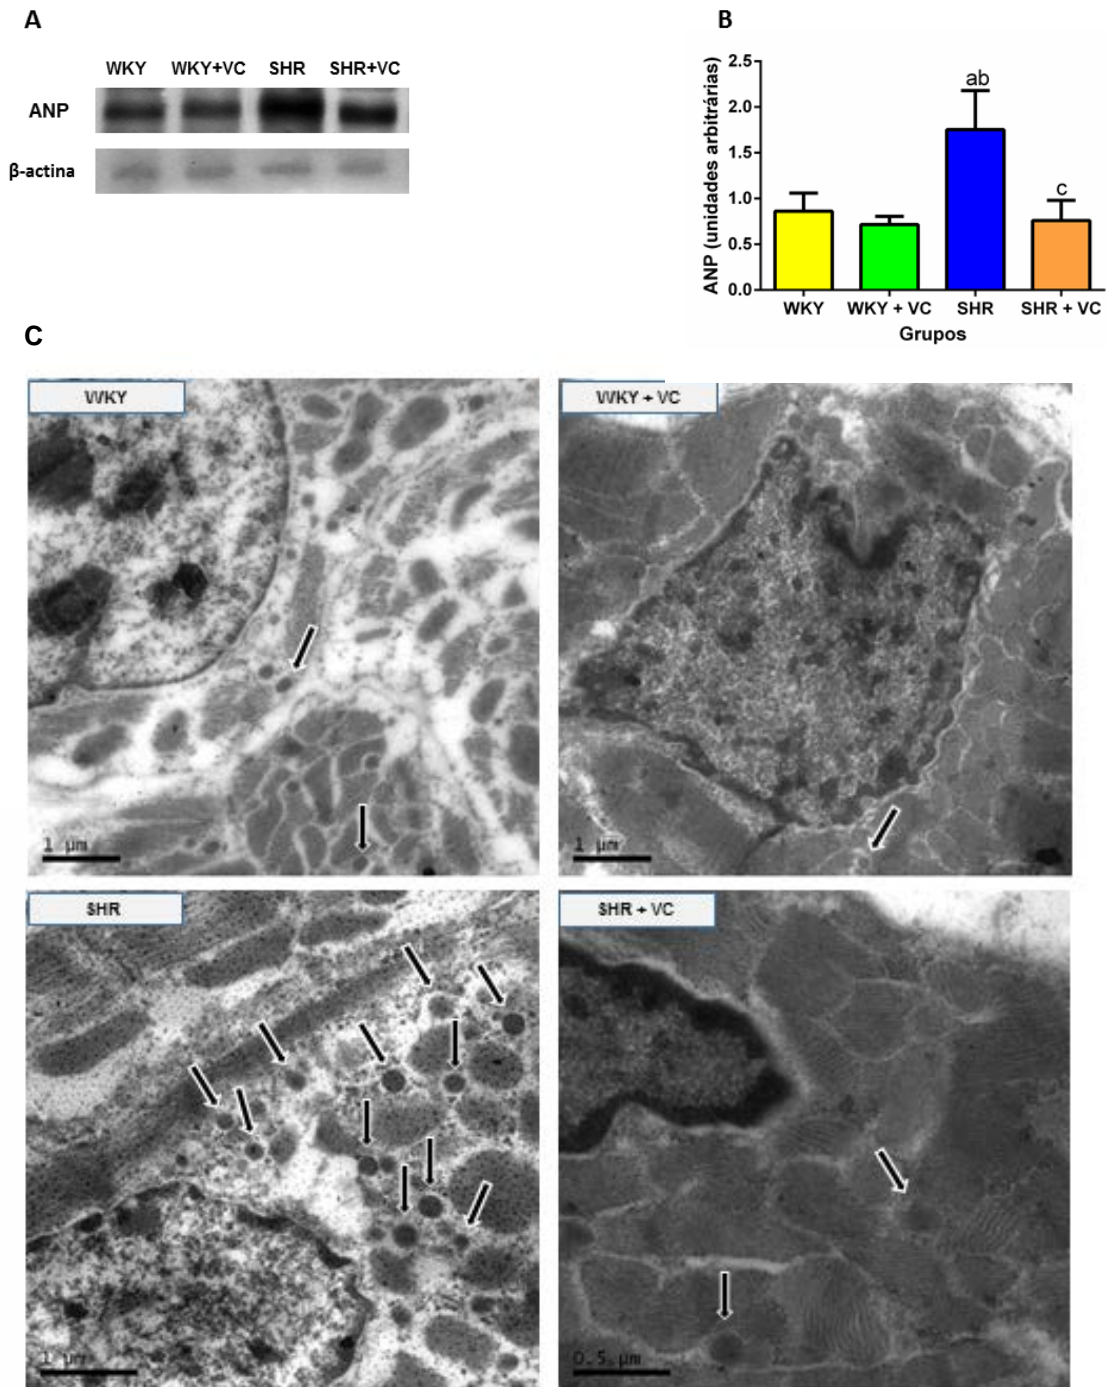 A
WKY WKY+VC SHR SHR+VC
ANP
β-actina
B
ANP (unidades arbitrárias)
2.5
2.0
1.5
1.0
0.5
0.0
ab
c
WKY WKY + VC SHR SHR + VC
Grupos
C
WKY
1 µm
WKY + VC
1 µm
SHR
1 µm
SHR + VC
0.5 µm